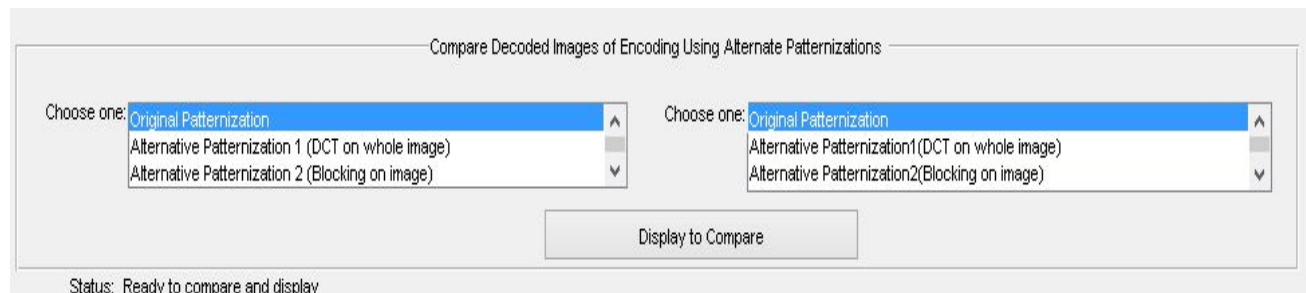 Compare Decoded Images of Encoding Using Alternate Patternizations
Choose one:
Original Patternization
Alternative Patternization 1 (DCT on whole image)
Alternative Patternization 2 (Blocking on image)
Choose one:
Original Patternization
Alternative Patternization1(DCT on whole image)
Alternative Patternization2(Blocking on image)
Display to Compare
Status: Ready to compare and display